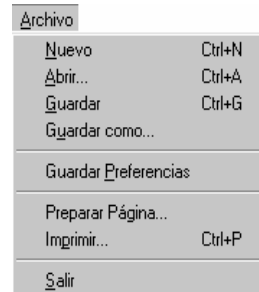 Archivo
Nuevo Ctrl+N
Abrir... Ctrl+A
Guardar Ctrl+G
Guardar como...
Guardar Preferencias
Preparar Página...
Imprimir... Ctrl+P
Salir